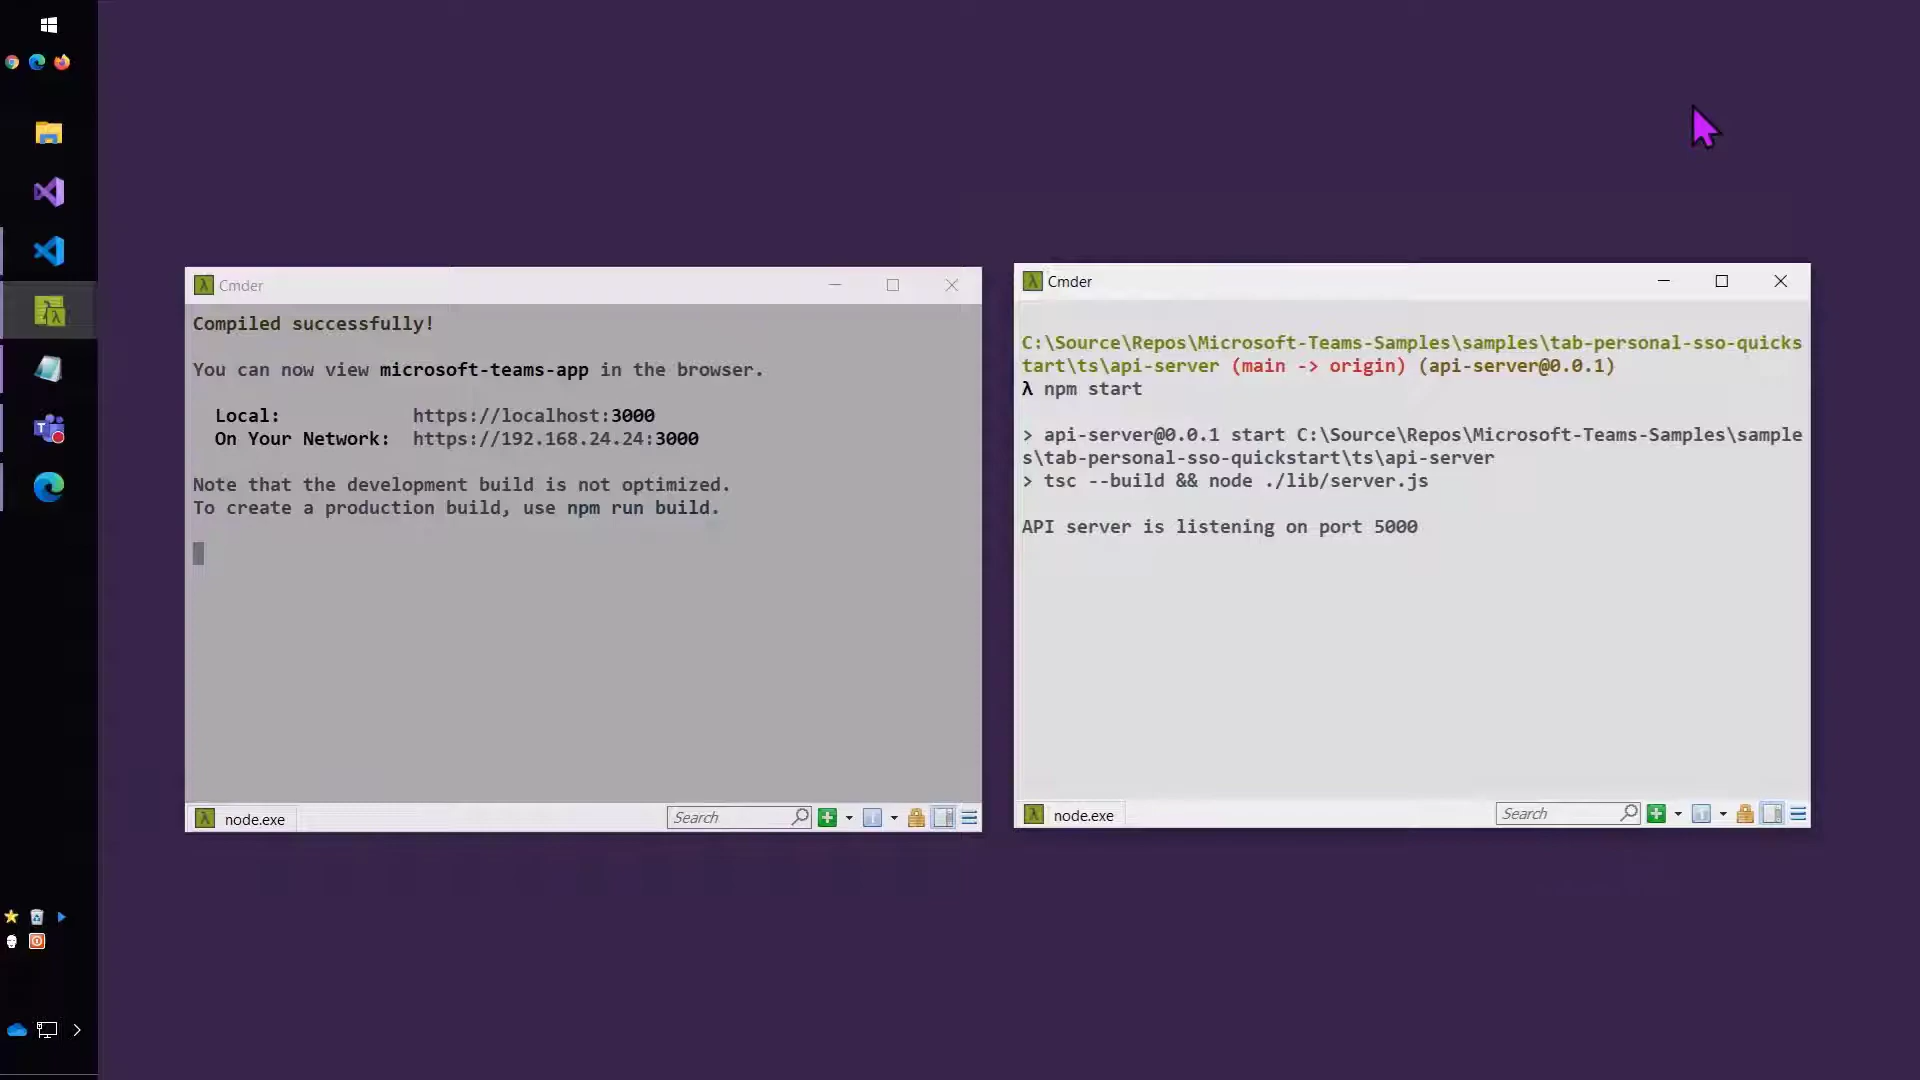 Cmder
Compiled successfully!
You can now view microsoft-teams-app in the browser.
Local: https://localhost:3000
On Your Network: https://192.168.24.24:3000
Note that the development build is not optimized.
To create a production build, use npm run build.
node.exe
Search
Cmder
C:\Source\Repos\Microsoft-Teams-Samples\samples\tab-personal-sso-quicks
tart\ts\api-server (main -> origin) (api-server@0.0.1)
λ npm start
> api-server@0.0.1 start C:\Source\Repos\Microsoft-Teams-Samples\sample
s\tab-personal-sso-quickstart\ts\api-server
> tsc --build && node ./lib/server.js
API server is listening on port 5000
node.exe
Search